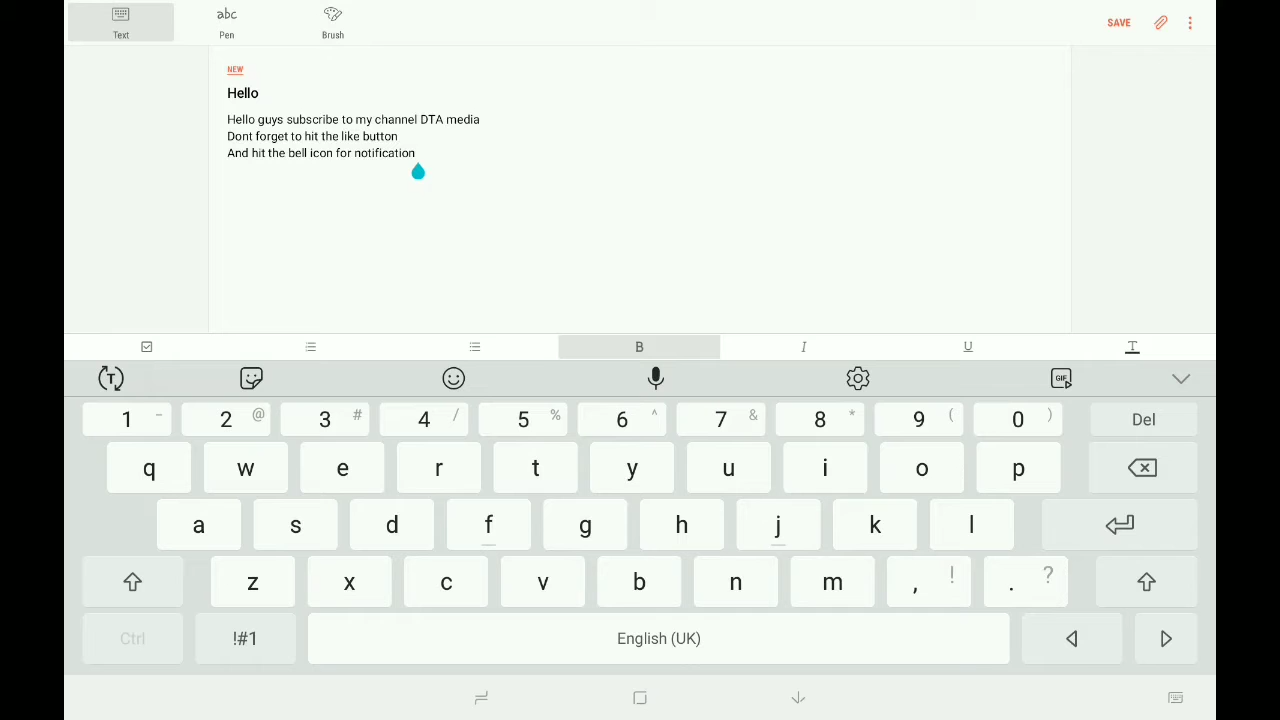 Text abc Pen Brush SAVE
NEW
Hello
Hello guys subscribe to my channel DTA media
Dont forget to hit the like button
And hit the bell icon for notification
B I U T
T GIF
1 - 2 @ 3 # 4 / 5 % 6 ^ 7 & 8 * 9 ( 0 ) Del
q w e r t y u i o p
a s d f g h j k l
z x c v b n m , ! . ?
Ctrl !#1 English (UK)